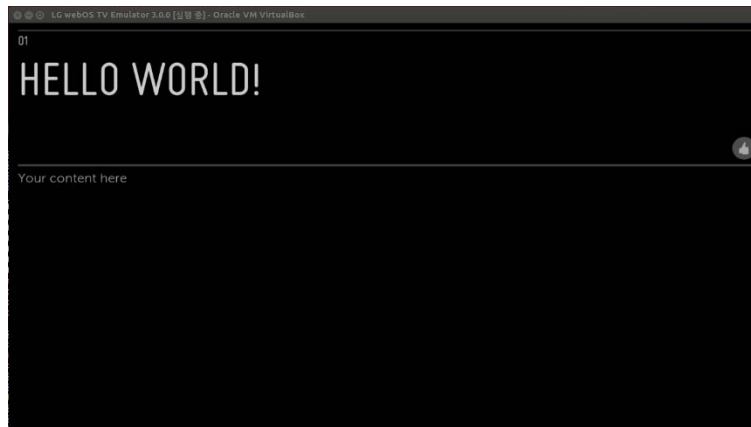 LG webOS TV Emulator 3.0.0 [실행 중] - Oracle VM VirtualBox
01
HELLO WORLD!
Your content here